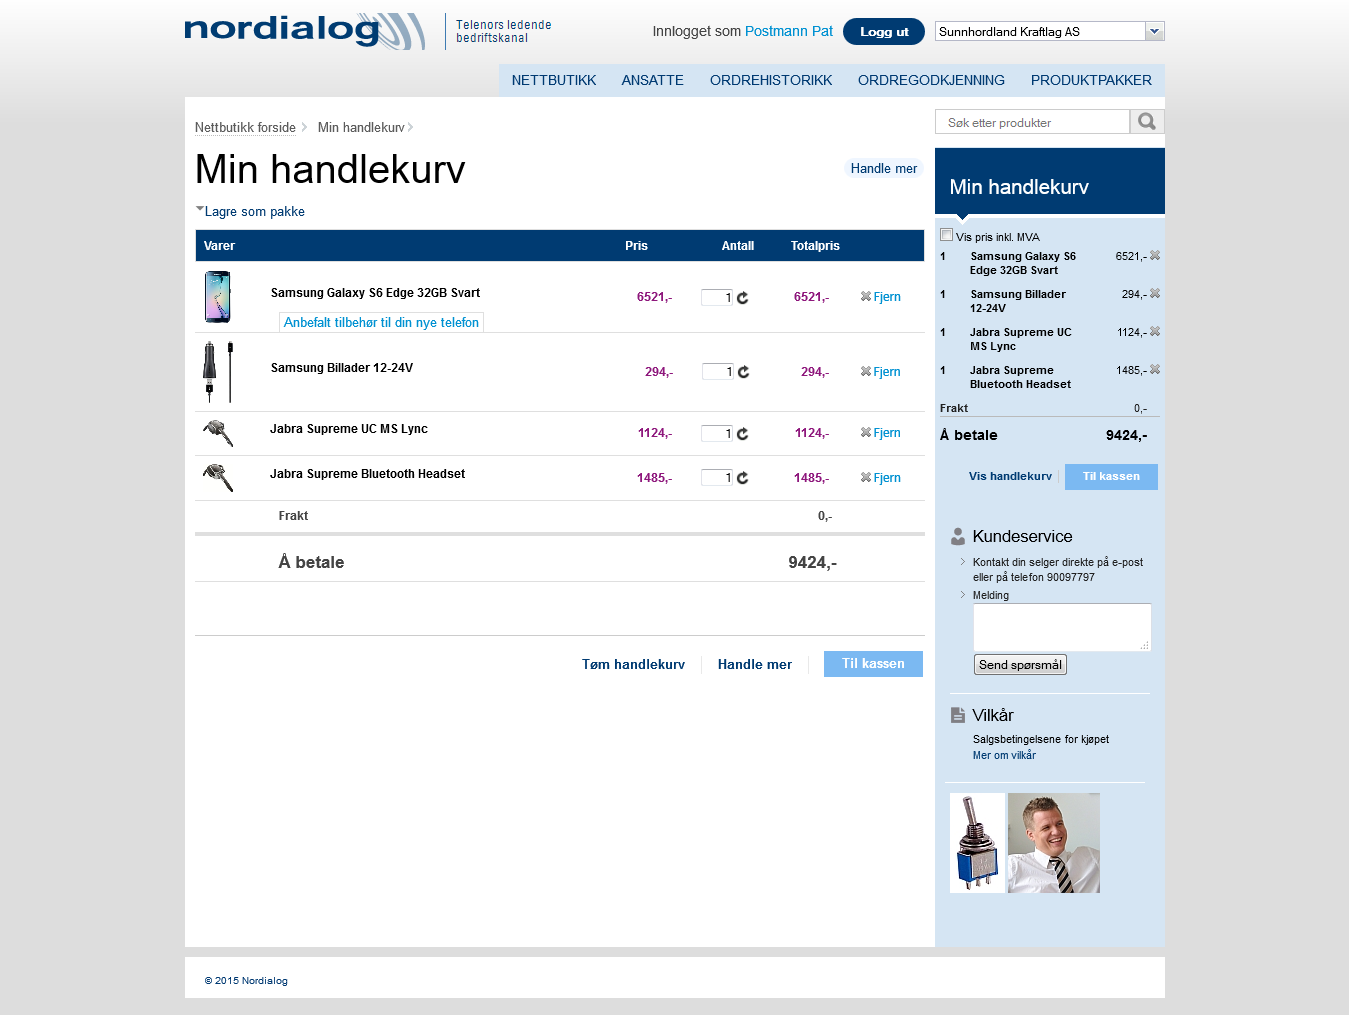 nordialog
Telenors ledende
bedriftskanal
Innlogget som Postmann Pat
Logg ut
Sunnhordland Kraftlag AS
NETTBUTIKK ANSATTE ORDREHISTORIKK ORDREGODKJENNING PRODUKTPAKKER
Nettbutikk forside Min handlekurv
Min handlekurv
Handle mer
Lagre som pakke
Varer Pris Antall Totalpris
Samsung Galaxy S6 Edge 32GB Svart 6521,- 1 6521,- Fjern
Anbefalt tilbehør til din nye telefon
Samsung Billader 12-24V 294,- 1 294,- Fjern
Jabra Supreme UC MS Lync 1124,- 1 1124,- Fjern
Jabra Supreme Bluetooth Headset 1485,- 1 1485,- Fjern
Frakt 0,-
Å betale 9424,-
Tøm handlekurv Handle mer Til kassen
Søk etter produkter
Min handlekurv
Vis pris inkl. MVA
1 Samsung Galaxy S6 6521,-
Edge 32GB Svart
1 Samsung Billader 294,-
12-24V
1 Jabra Supreme UC 1124,-
MS Lync
1 Jabra Supreme 1485,-
Bluetooth Headset
Frakt 0,-
Å betale 9424,-
Vis handlekurv Til kassen
Kundeservice
Kontakt din selger direkte på e-post
eller på telefon 90097797
Melding
Send spørsmål
Vilkår
Salgsbetingelsene for kjøpet
Mer om vilkår
© 2015 Nordialog